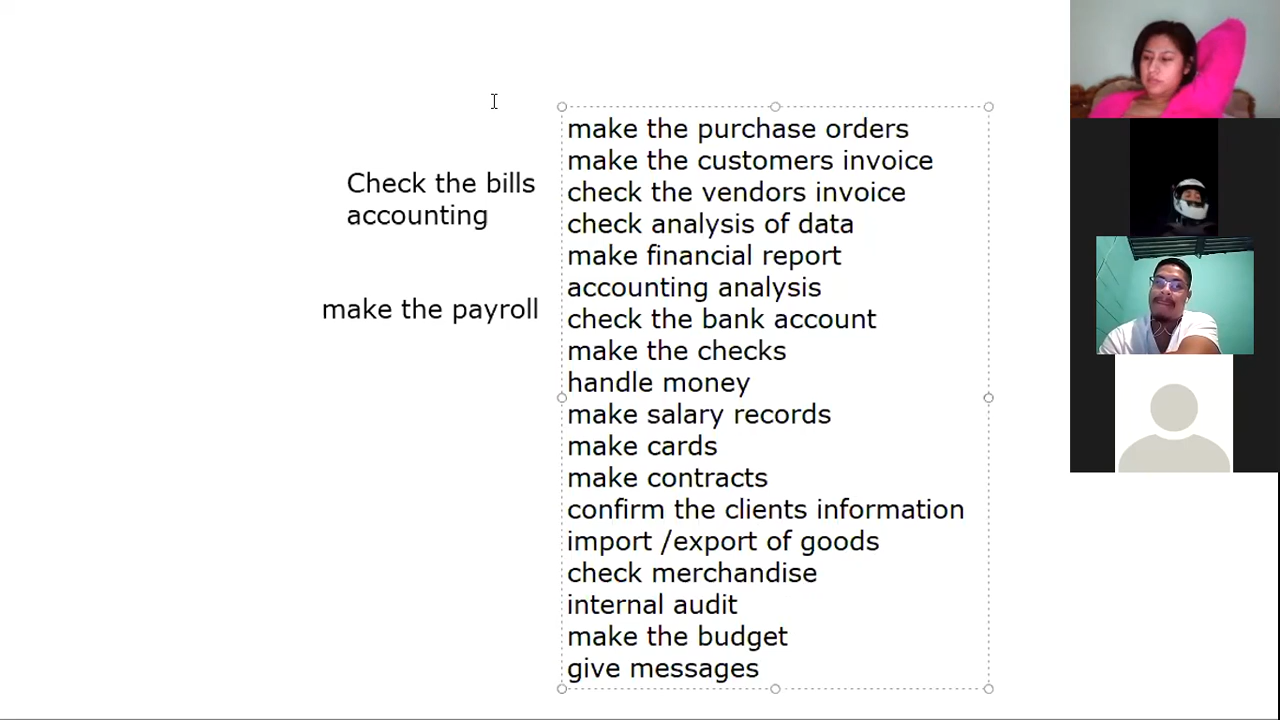 Check the bills
accounting
make the payroll
make the purchase orders
make the customers invoice
check the vendors invoice
check analysis of data
make financial report
accounting analysis
check the bank account
make the checks
handle money
make salary records
make cards
make contracts
confirm the clients information
import /export of goods
check merchandise
internal audit
make the budget
give messages